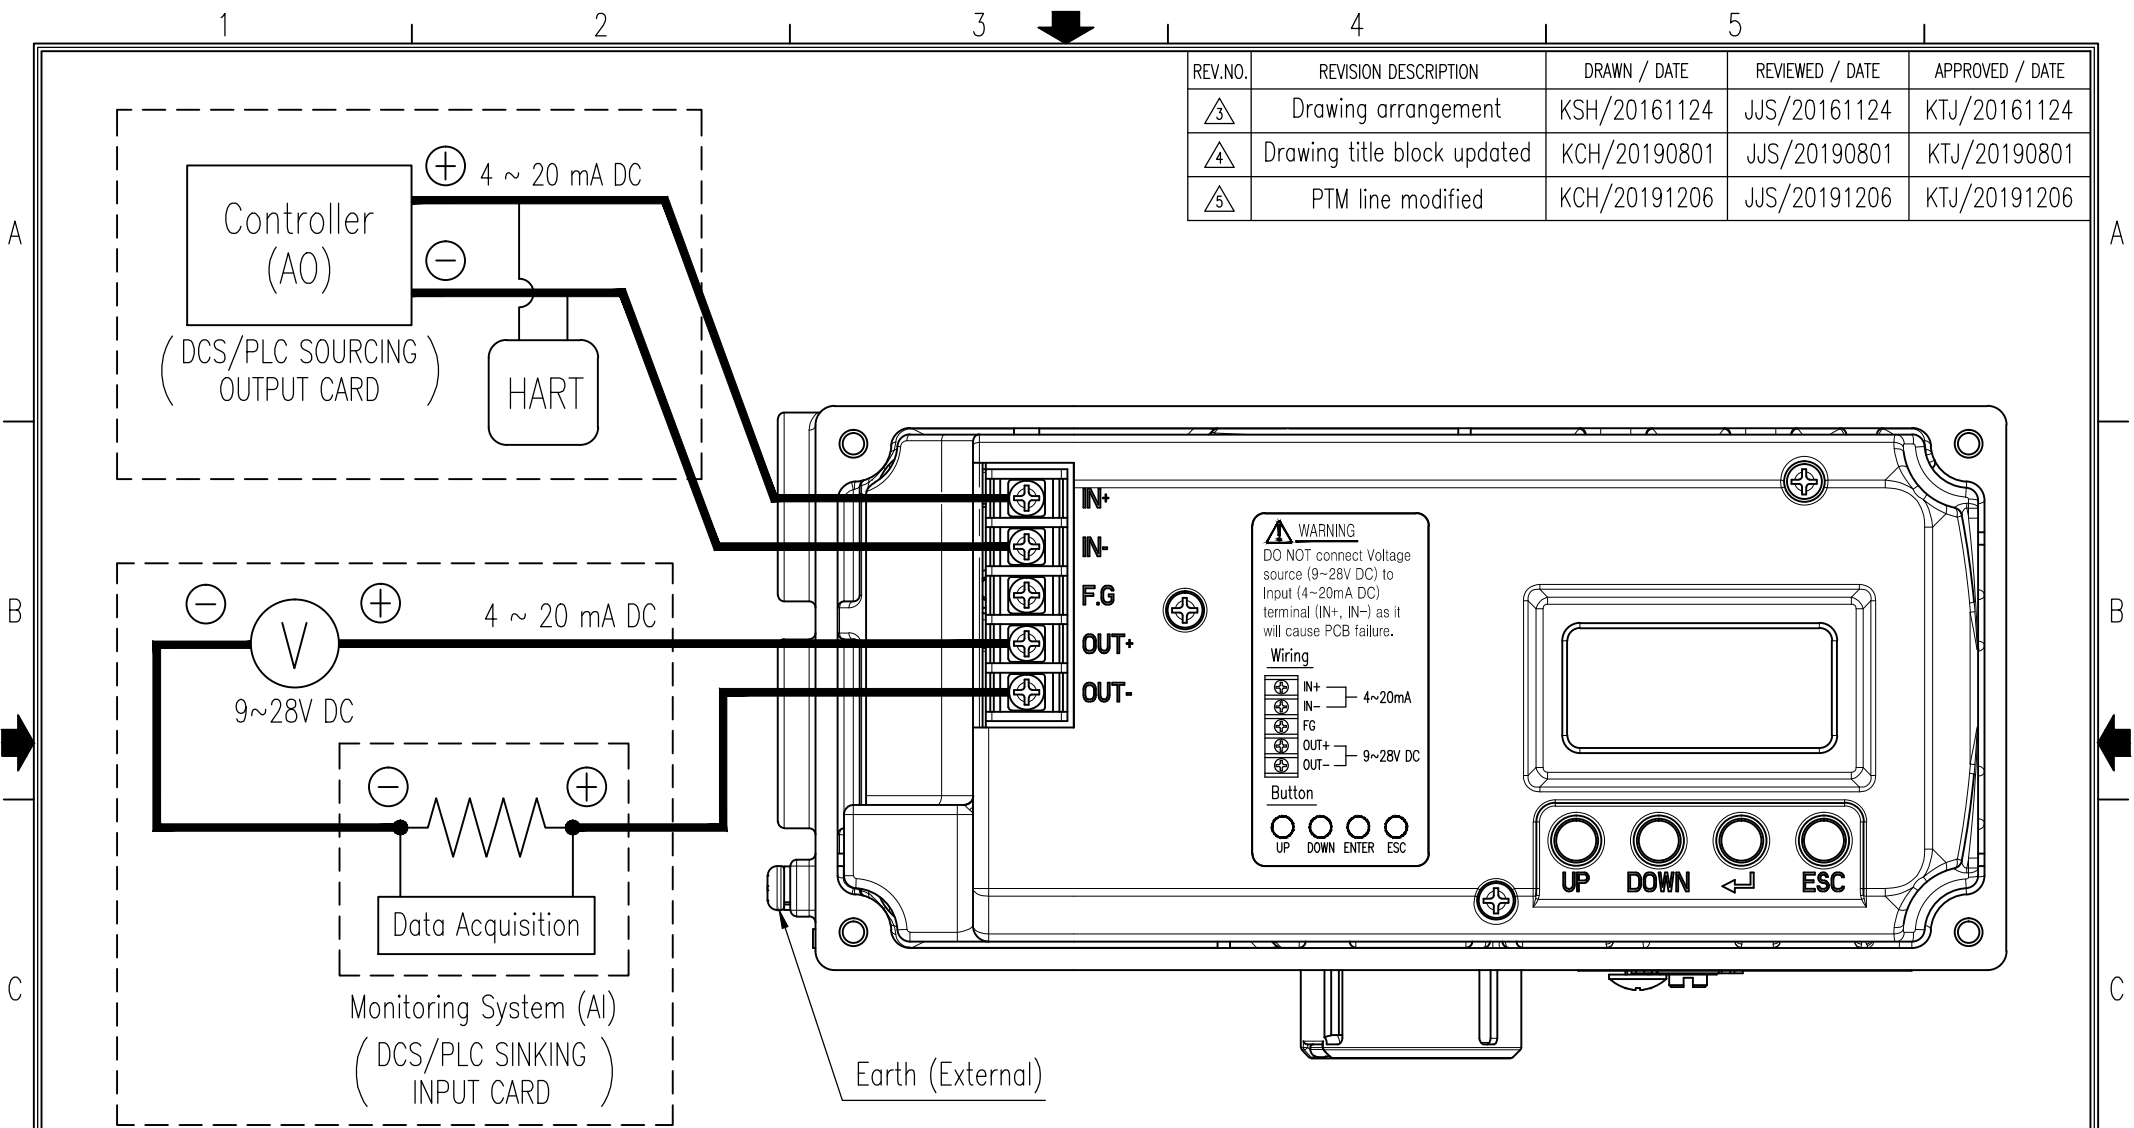 1 2 3 4 5
REV.NO. REVISION DESCRIPTION DRAWN / DATE REVIEWED / DATE APPROVED / DATE
3 Drawing arrangement KSH/20161124 JJS/20161124 KTJ/20161124
4 Drawing title block updated KCH/20190801 JJS/20190801 KTJ/20190801
5 PTM line modified KCH/20191206 JJS/20191206 KTJ/20191206
A A
+ 4 ~ 20 mA DC
Controller
(AO)
−
(DCS/PLC SOURCING
OUTPUT CARD)
HART
IN+
IN-
F.G
OUT+
OUT-
B B
− + 4 ~ 20 mA DC
V
9~28V DC
− +
Data Acquisition
Monitoring System (AI)
(DCS/PLC SINKING
INPUT CARD)
WARNING
DO NOT connect Voltage
source (9~28V DC) to
Input (4~20mA DC)
terminal (IN+, IN-) as it
will cause PCB failure.
Wiring
IN+
IN-
4~20mA
FG
OUT+
OUT-
9~28V DC
Button
UP DOWN ENTER ESC
UP DOWN ESC
C C
Earth (External)